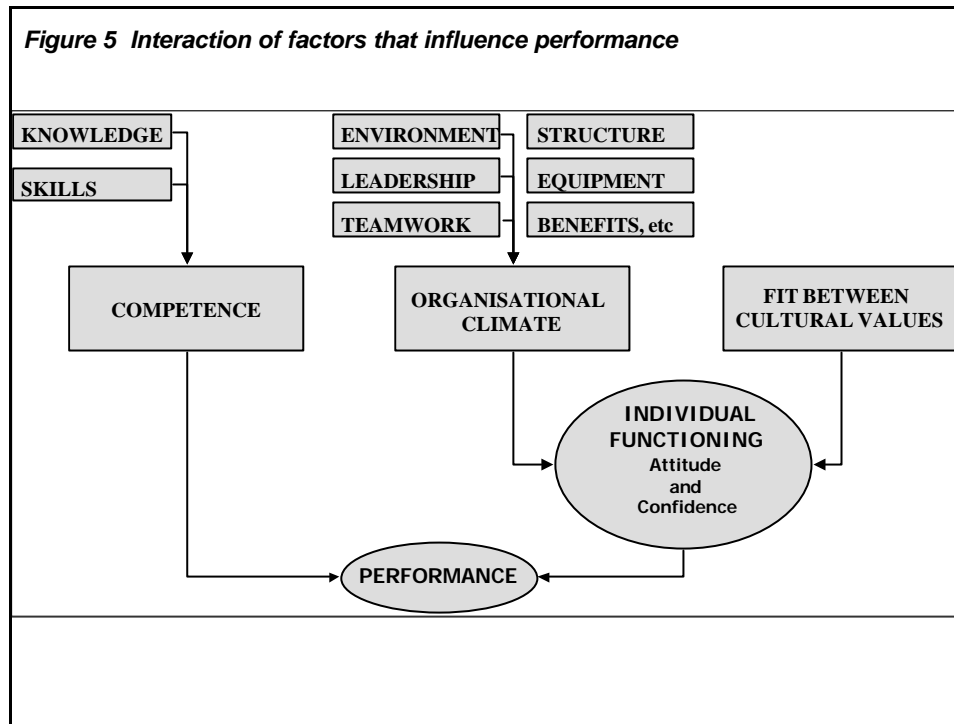 Figure 5 Interaction of factors that influence performance
KNOWLEDGE
SKILLS
ENVIRONMENT
LEADERSHIP
TEAMWORK
STRUCTURE
EQUIPMENT
BENEFITS, etc
COMPETENCE
ORGANISATIONAL
CLIMATE
FIT BETWEEN
CULTURAL VALUES
INDIVIDUAL
FUNCTIONING
Attitude
and
Confidence
PERFORMANCE